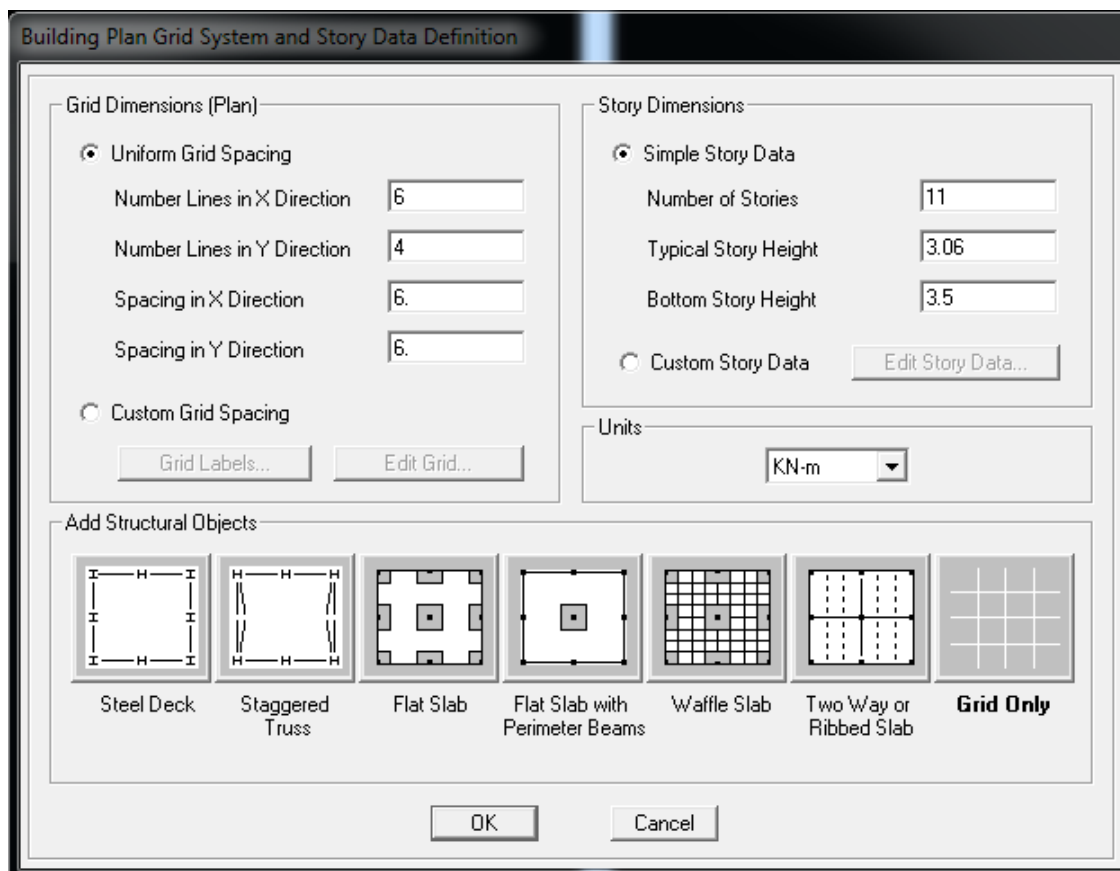 Building Plan Grid System and Story Data Definition
Grid Dimensions (Plan)
Uniform Grid Spacing
Number Lines in X Direction 6
Number Lines in Y Direction 4
Spacing in X Direction 6.
Spacing in Y Direction 6.
Custom Grid Spacing
Grid Labels... Edit Grid...
Story Dimensions
Simple Story Data
Number of Stories 11
Typical Story Height 3.06
Bottom Story Height 3.5
Custom Story Data Edit Story Data...
Units
KN-m
Add Structural Objects
Steel Deck
Staggered
Truss
Flat Slab
Flat Slab with
Perimeter Beams
Waffle Slab
Two Way or
Ribbed Slab
Grid Only
OK Cancel